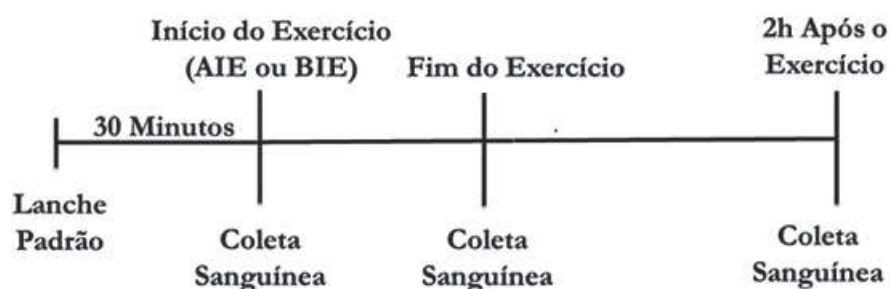 Início do Exercício
(AIE ou BIE)
Fim do Exercício
2h Após o
Exercício
30 Minutos
Lanche
Padrão
Coleta
Sanguínea
Coleta
Sanguínea
Coleta
Sanguínea